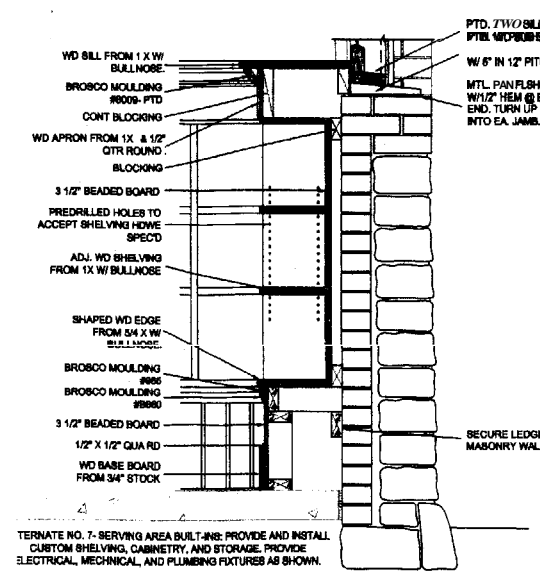 WD SILL FROM 1 X W/
BULLNOSE.
BROSCO MOULDING
#8009- PTD
CONT BLOCKING
WD APRON FROM 1X & 1/2"
QTR ROUND
BLOCKING
3 1/2" BEADED BOARD
PREDRILLED HOLES TO
ACCEPT SHELVING HDWE
SPEC'D
ADJ. WD SHELVING
FROM 1X W/ BULLNOSE
SHAPED WD EDGE
FROM 5/4 X W/
BULLNOSE.
BROSCO MOULDING
BROSCO MOULDING
3 1/2" BEADED BOARD
1/2" X 1/2" QUA RD
WD BASE BOARD
FROM 3/4" STOCK
PTD. TWO SIL
W/ 6" IN 12" PIT
MTL. PAN FLSH
W/1/2" HEM @
END. TURN UP
INTO EA. JAMB.
SECURE LEDG
MASONRY WAL
TERNATE NO. 7- SERVING AREA BUILT-INS: PROVIDE AND INSTALL
CUSTOM SHELVING, CABINETRY, AND STORAGE. PROVIDE
ELECTRICAL, MECHNICAL, AND PLUMBING FIXTURES AS SHOWN.